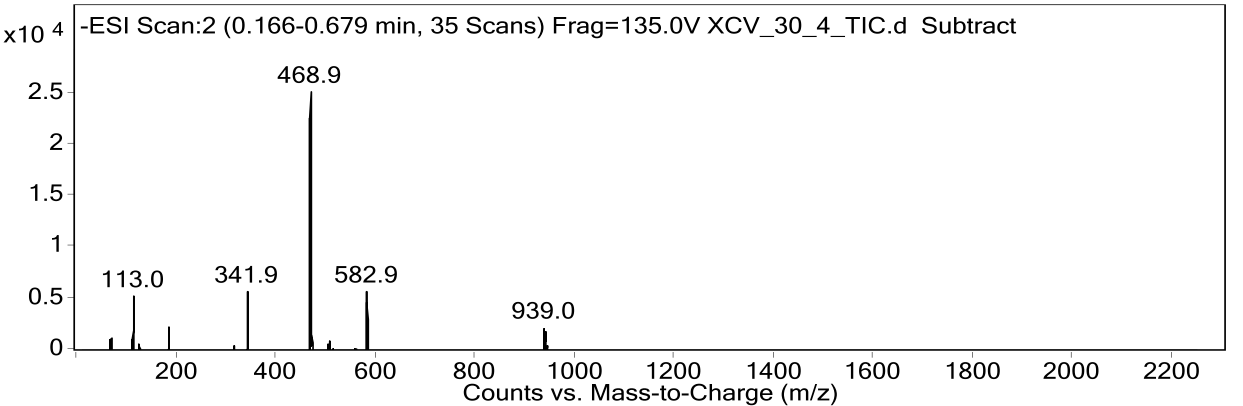 x10 4
-ESI Scan:2 (0.166-0.679 min, 35 Scans) Frag=135.0V XCV_30_4_TIC.d Subtract
468.9
2.5
2
1.5
1
113.0
341.9
582.9
0.5
939.0
0
200 400 600 800 1000 1200 1400 1600 1800 2000 2200
Counts vs. Mass-to-Charge (m/z)